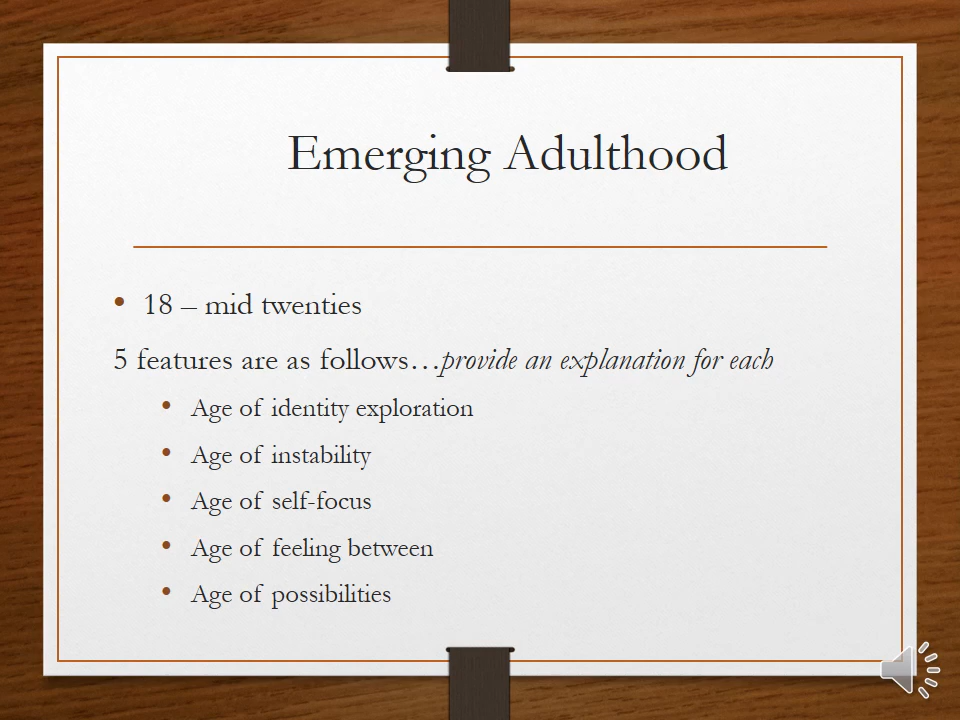 Emerging Adulthood
• 18 – mid twenties
5 features are as follows…provide an explanation for each
• Age of identity exploration
• Age of instability
• Age of self-focus
• Age of feeling between
• Age of possibilities